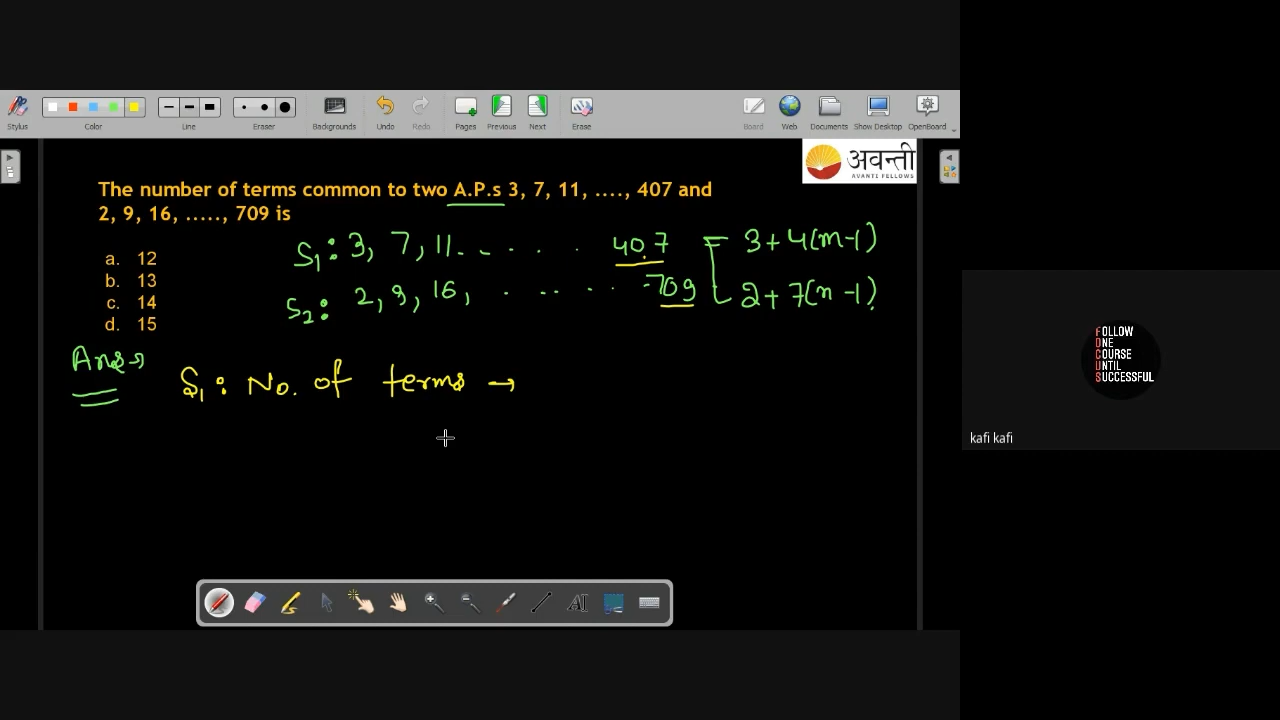 Stylus
Color
Line
Eraser
Backgrounds
Undo
Redo
Pages
Previous
Next
Erase
Board
Web
Documents
Show Desktop
OpenBoard
अवन्ती
AVANTI FELLOWS
The number of terms common to two A.P.s 3, 7, 11, ...., 407 and
2, 9, 16, ....., 709 is
a. 12
b. 13
c. 14
d. 15
S₁: 3, 7, 11. - . . . . 407 3+4(m-1)
S₂: 2, 9, 16, . .. . . -709 2+7(n-1)
Ans→
S₁: No. of terms →
AI
FOLLOW
ONE
COURSE
UNTIL
SUCCESSFUL
kafi kafi